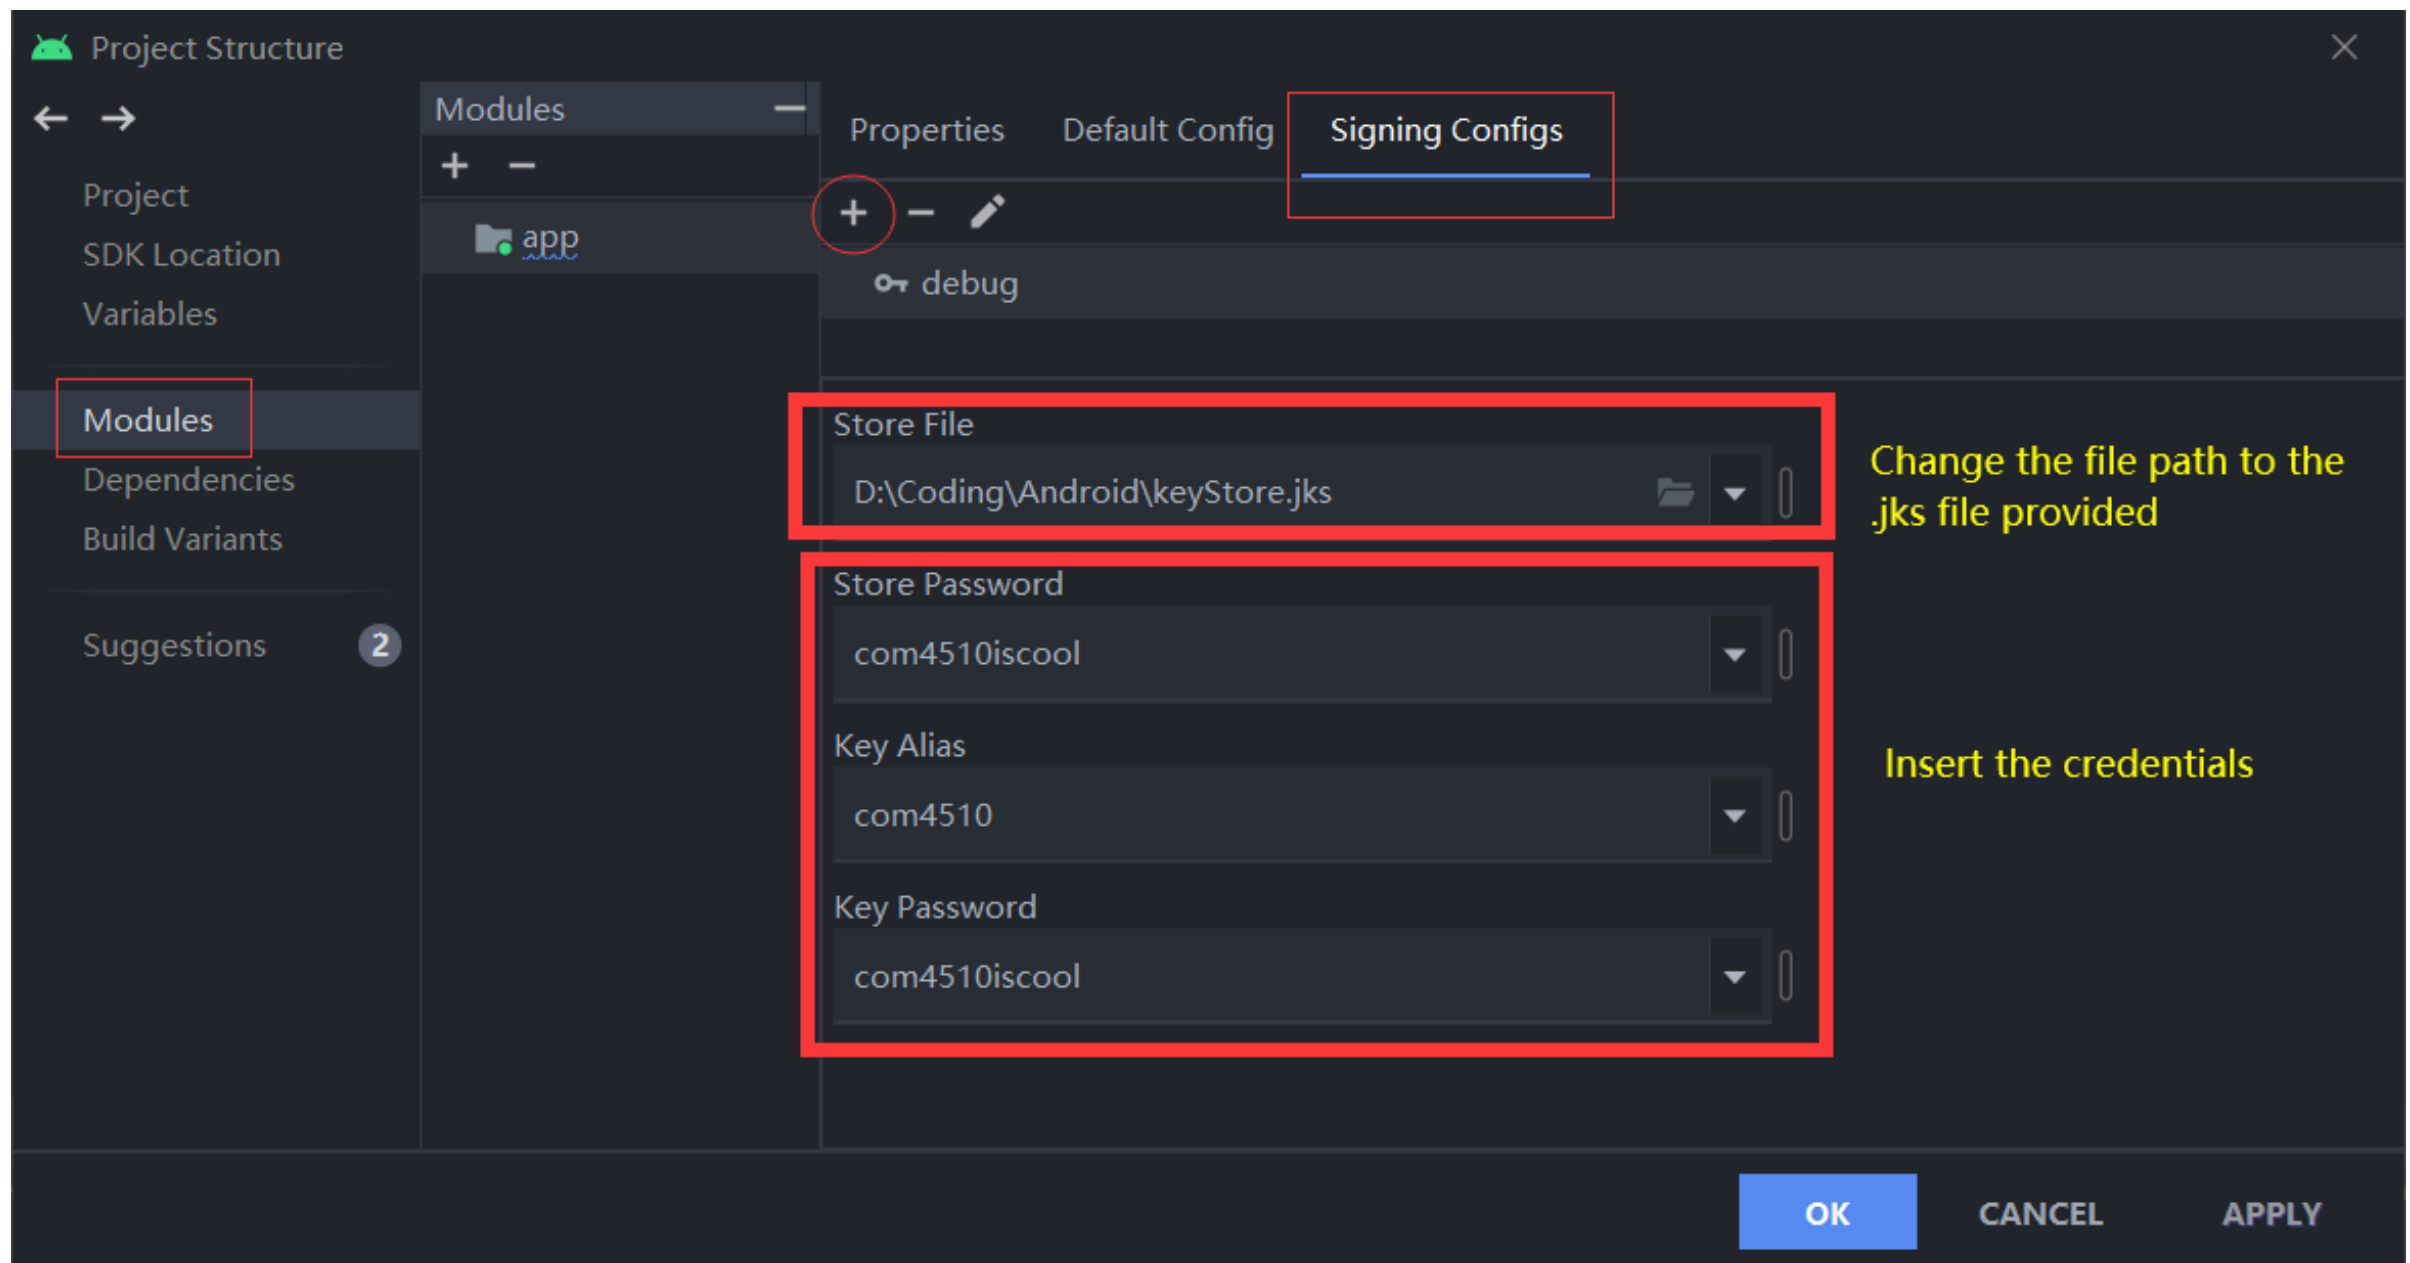 Project Structure
Modules
Properties
Default Config
Signing Configs
Project
SDK Location
Variables
app
debug
Modules
Dependencies
Build Variants
Suggestions
2
Store File
D:\Coding\Android\keyStore.jks
Change the file path to the
.jks file provided
Store Password
com4510iscool
Key Alias
com4510
Insert the credentials
Key Password
com4510iscool
OK
CANCEL
APPLY